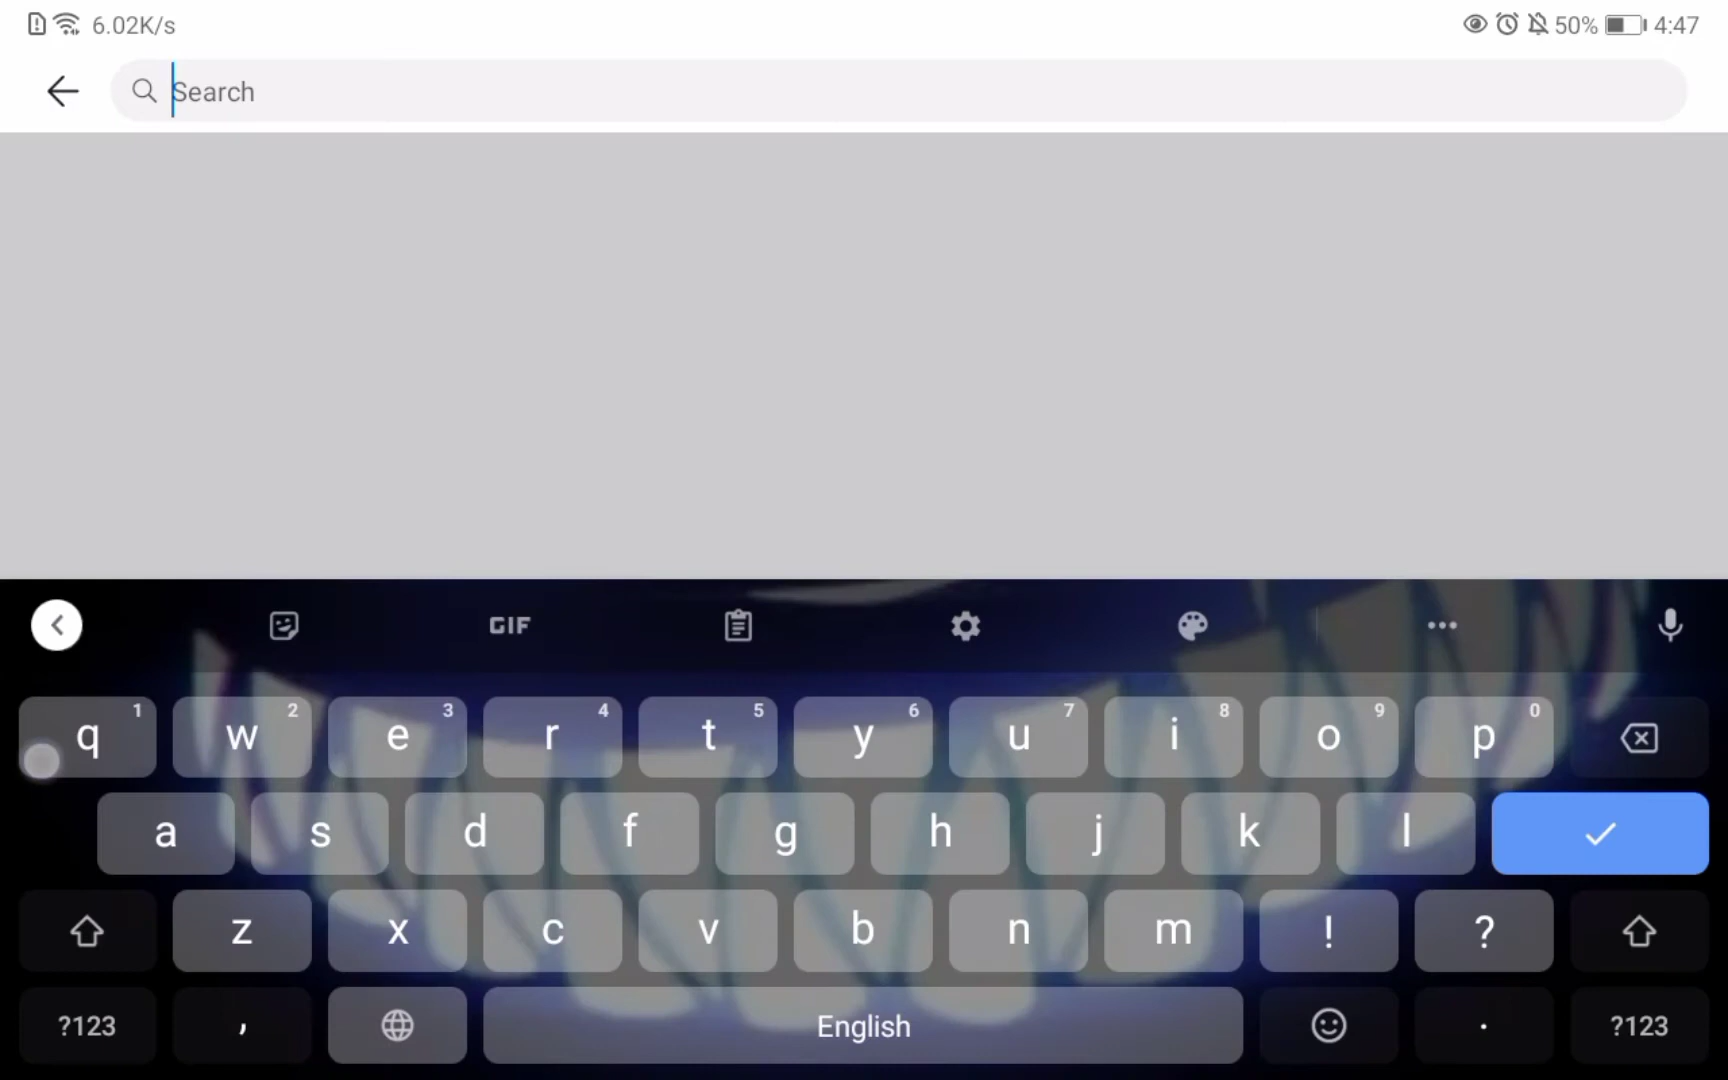 6.02K/s 50% 4:47
Search
GIF
q 1 w 2 e 3 r 4 t 5 y 6 u 7 i 8 o 9 p 0
a s d f g h j k l
z x c v b n m ! ?
?123 , English . ?123